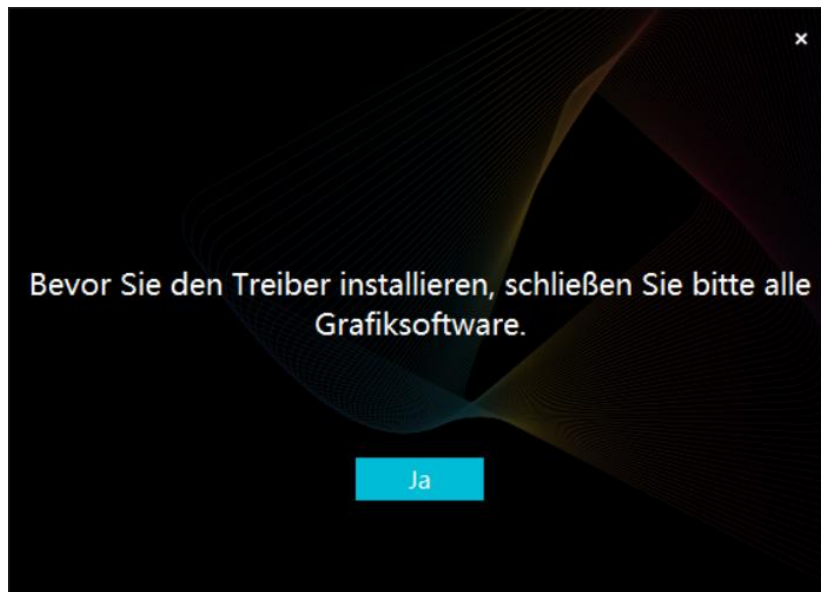 Bevor Sie den Treiber installieren, schließen Sie bitte alle
Grafiksoftware.
Ja